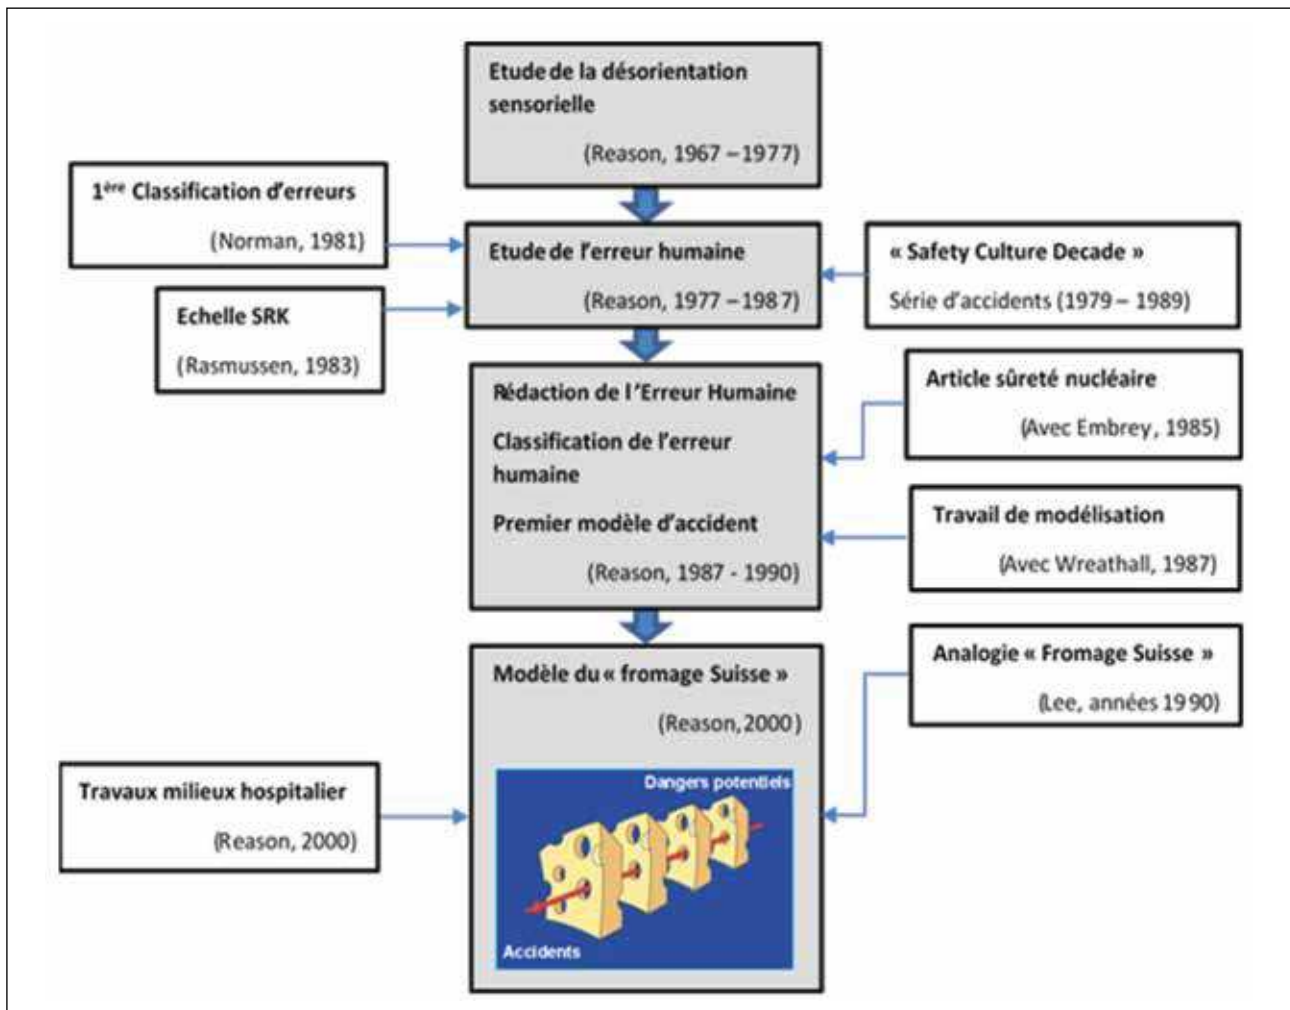 Etude de la désorientation
sensorielle
(Reason, 1967 – 1977)
1ère Classification d'erreurs
(Norman, 1981)
Etude de l'erreur humaine
(Reason, 1977 – 1987)
« Safety Culture Decade »
Série d'accidents (1979 – 1989)
Echelle SRK
(Rasmussen, 1983)
Rédaction de l'Erreur Humaine
Classification de l'erreur
humaine
Premier modèle d'accident
(Reason, 1987 - 1990)
Article sûreté nucléaire
(Avec Embrey, 1985)
Travail de modélisation
(Avec Wreathall, 1987)
Modèle du « fromage Suisse »
(Reason, 2000)
Analogie « Fromage Suisse »
(Lee, années 1990)
Travaux milieux hospitalier
(Reason, 2000)
Dangers potentiels
Accidents